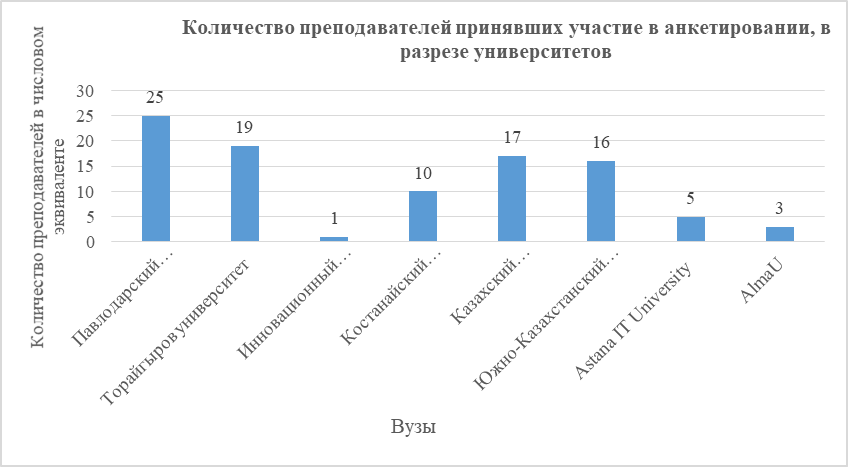 Количество преподавателей принявших участие в анкетировании, в
разрезе университетов
Количество преподавателей в числовом
эквиваленте
30
25
20
15
10
5
0
25
19
1
10
17
16
5
3
Павлодарский…
Торайгыров университет
Инновационный…
Костанайский…
Казахский…
Южно-Казахстанский…
Astana IT University
AlmaU
Вузы